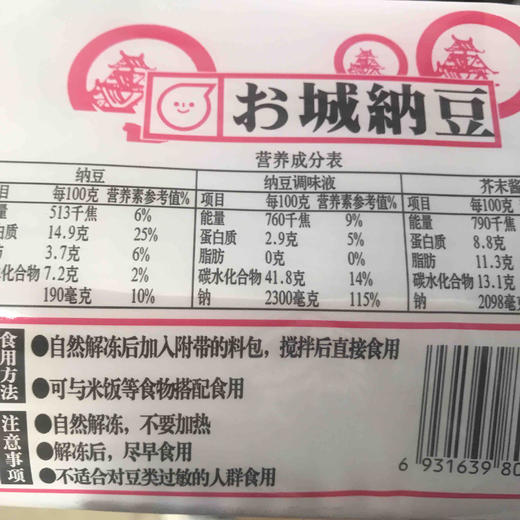 お城納豆
营养成分表
纳豆 纳豆调味液 芥末酱
项目 每100克 营养素参考值% 项目 每100克 营养素参考值% 项目 每100克
能量 513千焦 6% 能量 760千焦 9% 能量 790千焦
蛋白质 14.9克 25% 蛋白质 2.9克 5% 蛋白质 8.8克
脂肪 3.7克 6% 脂肪 0克 0% 脂肪 11.3克
碳水化合物 7.2克 2% 碳水化合物 41.8克 14% 碳水化合物 13.1克
190毫克 10% 钠 2300毫克 115% 钠 2098毫克
食用方法
●自然解冻后加入附带的料包，搅拌后直接食用
●可与米饭等食物搭配食用
注意事项
●自然解冻，不要加热
●解冻后，尽早食用
●不适合对豆类过敏的人群食用
6 931639 80